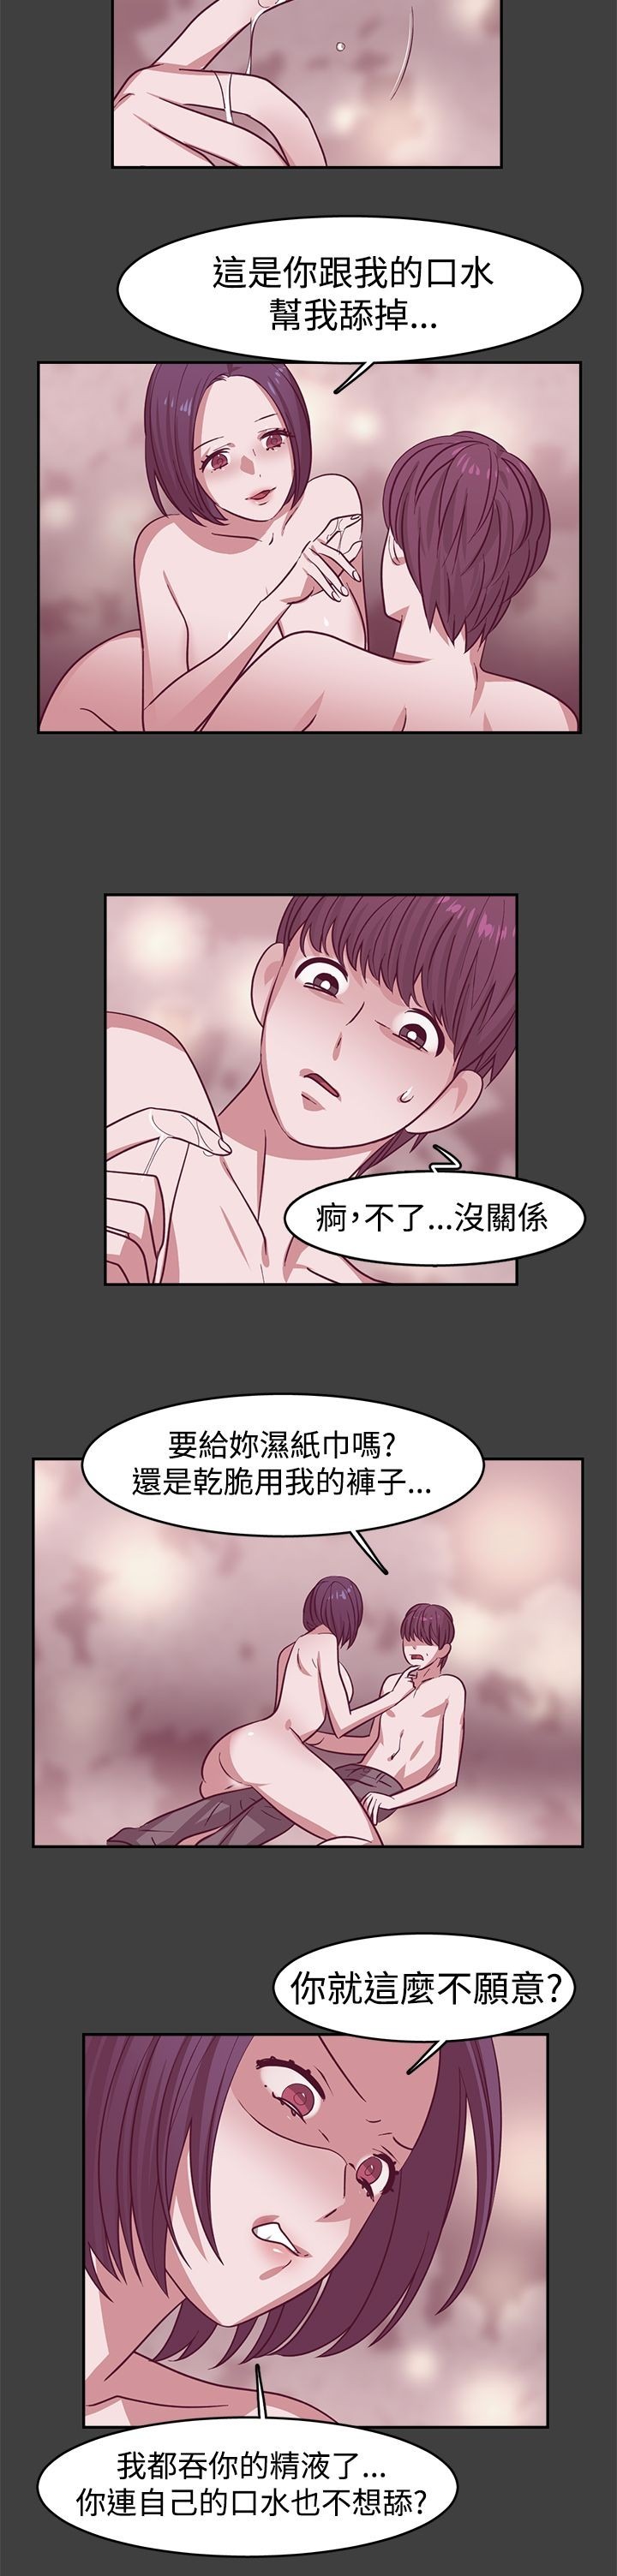 這是你跟我的口水
幫我舔掉...
痾,不了...沒關係
要給妳濕紙巾嗎?
還是乾脆用我的褲子...
你就這麼不願意?
我都吞你的精液了...
你連自己的口水也不想舔?